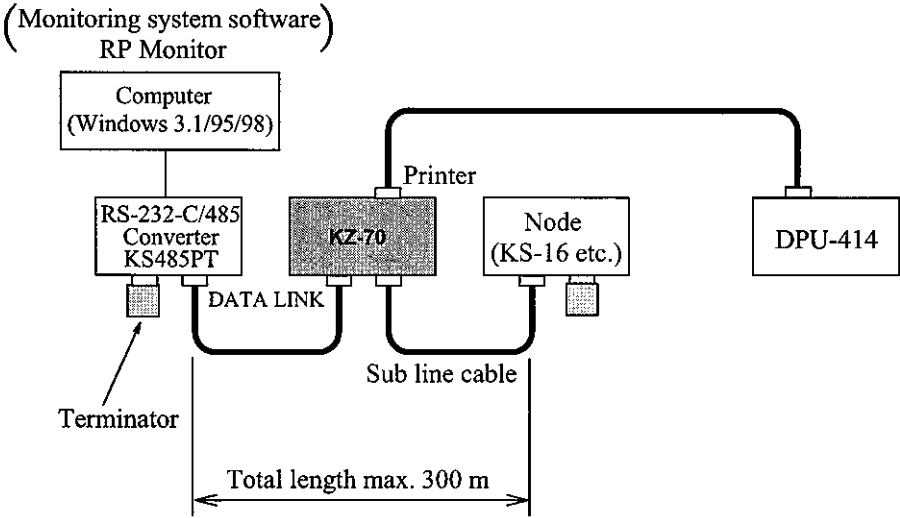 (Monitoring system software)
RP Monitor
Computer
(Windows 3.1/95/98)
Printer
RS-232-C/485
Converter
KS485PT
KZ-70
Node
(KS-16 etc.)
DPU-414
DATA LINK
Sub line cable
Terminator
Total length max. 300 m